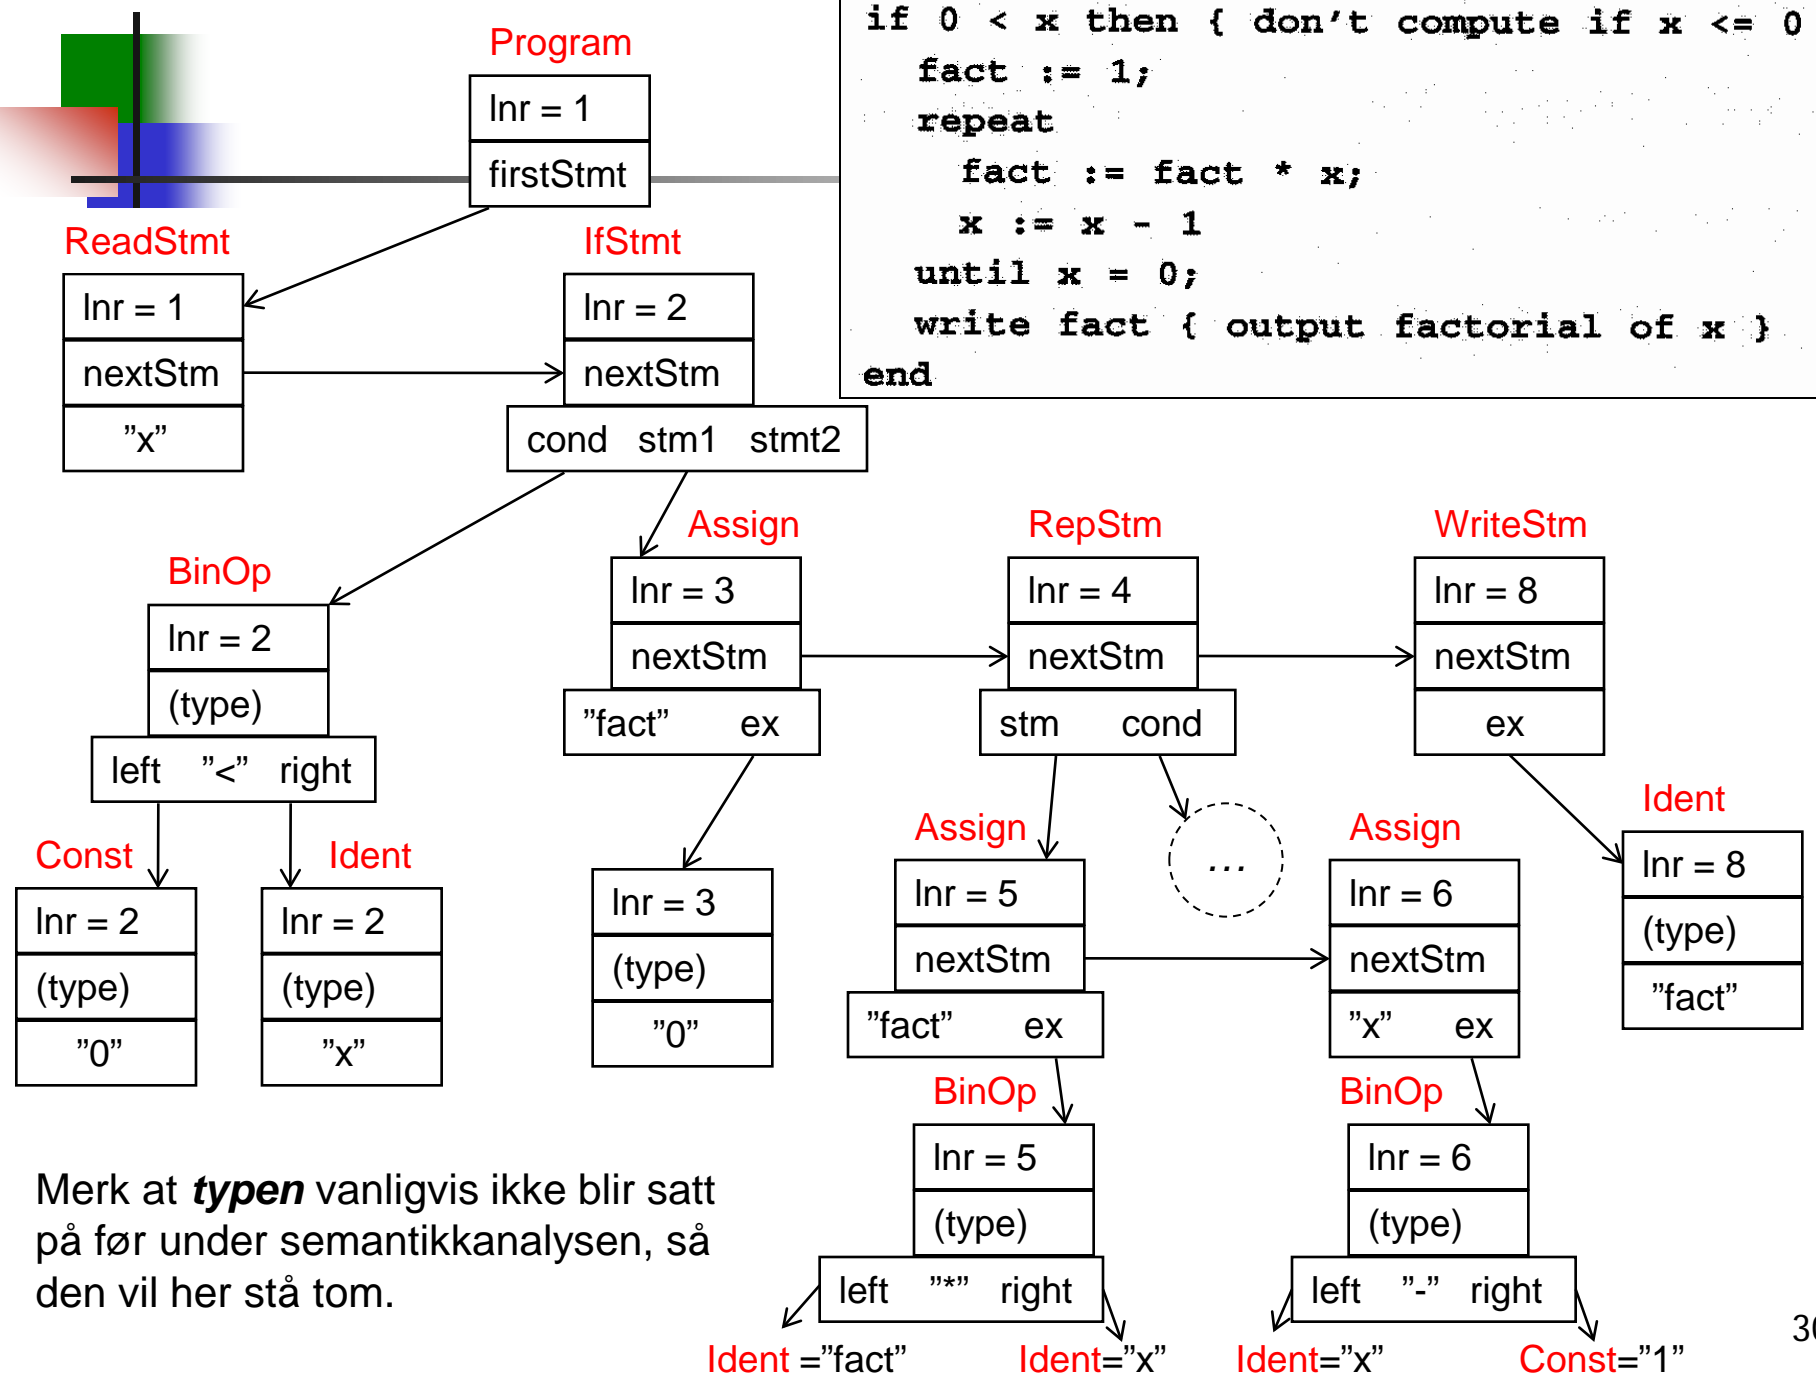 if 0 < x then { don't compute if x <= 0
fact := 1;
repeat
fact := fact * x;
x := x - 1
until x = 0;
write fact { output factorial of x }
end
Program
lnr = 1
firstStmt
ReadStmt
lnr = 1
nextStm
”x”
IfStmt
lnr = 2
nextStm
cond stm1 stmt2
BinOp
lnr = 2
(type)
left ”<” right
Const
lnr = 2
(type)
”0”
Ident
lnr = 2
(type)
”x”
Assign
lnr = 3
nextStm
”fact” ex
lnr = 3
(type)
”0”
RepStm
lnr = 4
nextStm
stm cond
...
WriteStm
lnr = 8
nextStm
ex
Ident
lnr = 8
(type)
”fact”
Assign
lnr = 5
nextStm
”fact” ex
Assign
lnr = 6
nextStm
”x” ex
BinOp
lnr = 5
(type)
left ”*” right
Ident =”fact” Ident=”x”
BinOp
lnr = 6
(type)
left ”-” right
Ident=”x” Const=”1”
Merk at typen vanligvis ikke blir satt
på før under semantikkanalysen, så
den vil her stå tom.